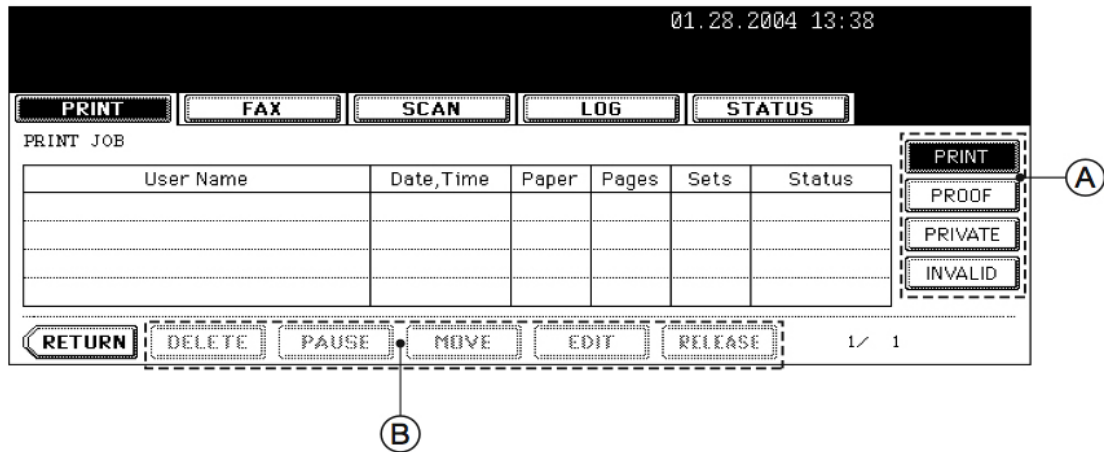 01.28.2004 13:38
PRINT FAX SCAN LOG STATUS
PRINT JOB
User Name Date,Time Paper Pages Sets Status
PRINT
PROOF
PRIVATE
INVALID
A
RETURN DELETE PAUSE MOVE EDIT RELEASE 1/ 1
B